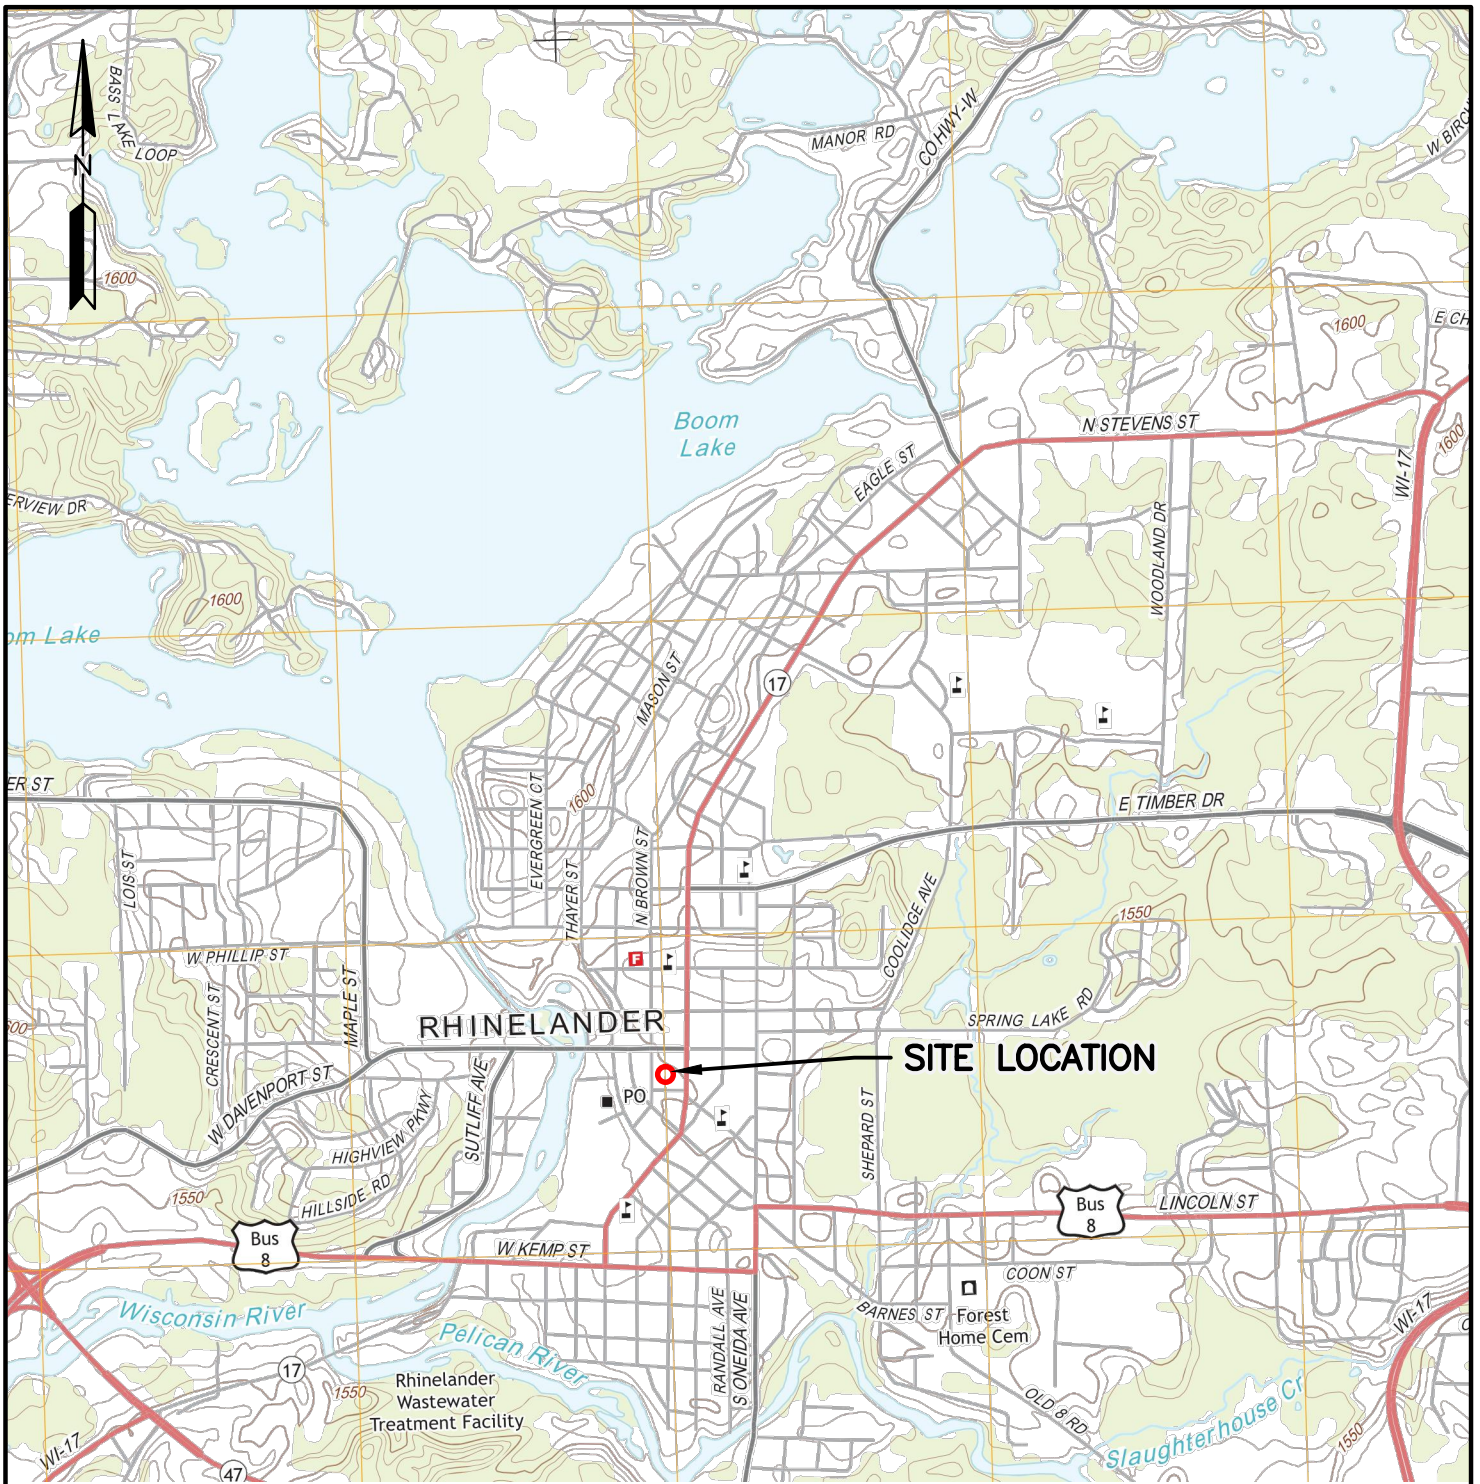 BASS LAKE LOOP
N
MANOR RD
CO HWY-W
W BIRCH
1600
1600
E CH
Boom
Lake
N STEVENS ST
1600
EAGLE ST
WI-17
ERVIEW DR
WOODLAND DR
1600
om Lake
MASON ST
17
ER ST
EVERGREEN CT
1600
E TIMBER DR
LOIS ST
THAYER ST
N BROWN ST
COOLIDGE AVE
1550
W PHILLIP ST
F
CRESCENT ST
MAPLE ST
RHINELANDER
SPRING LAKE RD
SITE LOCATION
W DAVENPORT ST
SUTLIFF AVE
PO
HIGHVIEW PKWY
SHEPARD ST
1550
HILLSIDE RD
Bus
8
Bus
8
LINCOLN ST
W KEMP ST
COON ST
Wisconsin River
RANDALL AVE
S ONEIDA AVE
BARNES ST
Forest
Home Cem
WI-17
Pelican River
17
1550
Rhinelander
Wastewater
Treatment Facility
OLD 8 RD
Slaughterhouse Cr
1550
WI-17
47